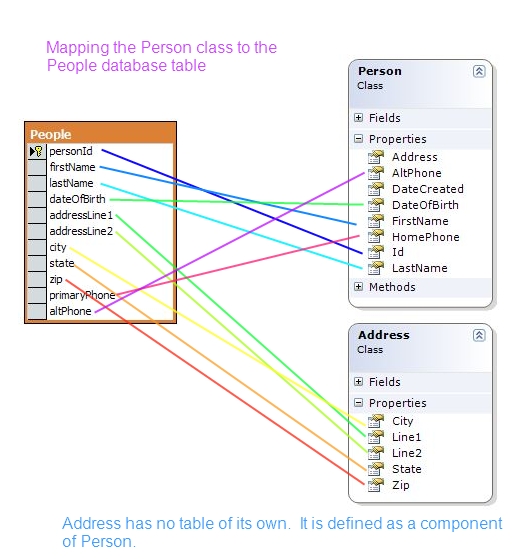 Mapping the Person class to the
People database table
People
personId
firstName
lastName
dateOfBirth
addressLine1
addressLine2
city
state
zip
primaryPhone
altPhone
Person
Class
Fields
Properties
Address
AltPhone
DateCreated
DateOfBirth
FirstName
HomePhone
Id
LastName
Methods
Address
Class
Fields
Properties
City
Line1
Line2
State
Zip
Address has no table of its own.  It is defined as a component
of Person.